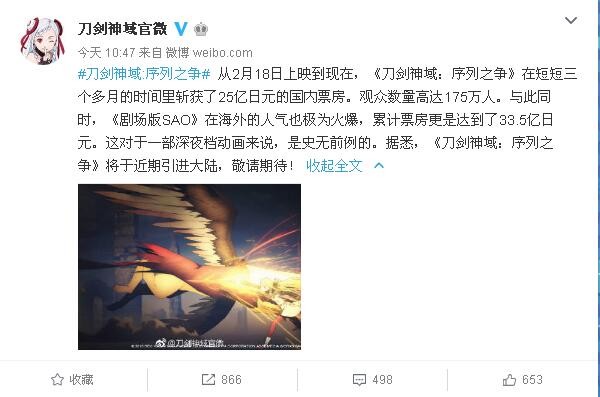 刀剑神域官微
今天 10:47 来自 微博 weibo.com
#刀剑神域:序列之争# 从2月18日上映到现在，《刀剑神域：序列之争》在短短三
个多月的时间里斩获了25亿日元的国内票房。观众数量高达175万人。与此同
时，《剧场版SAO》在海外的人气也极为火爆，累计票房更是达到了33.5亿日
元。这对于一部深夜档动画来说，是史无前例的。据悉，《刀剑神域：序列之
争》将于近期引进大陆，敬请期待！ 收起全文
@刀剑神域官微
收藏
866
498
653